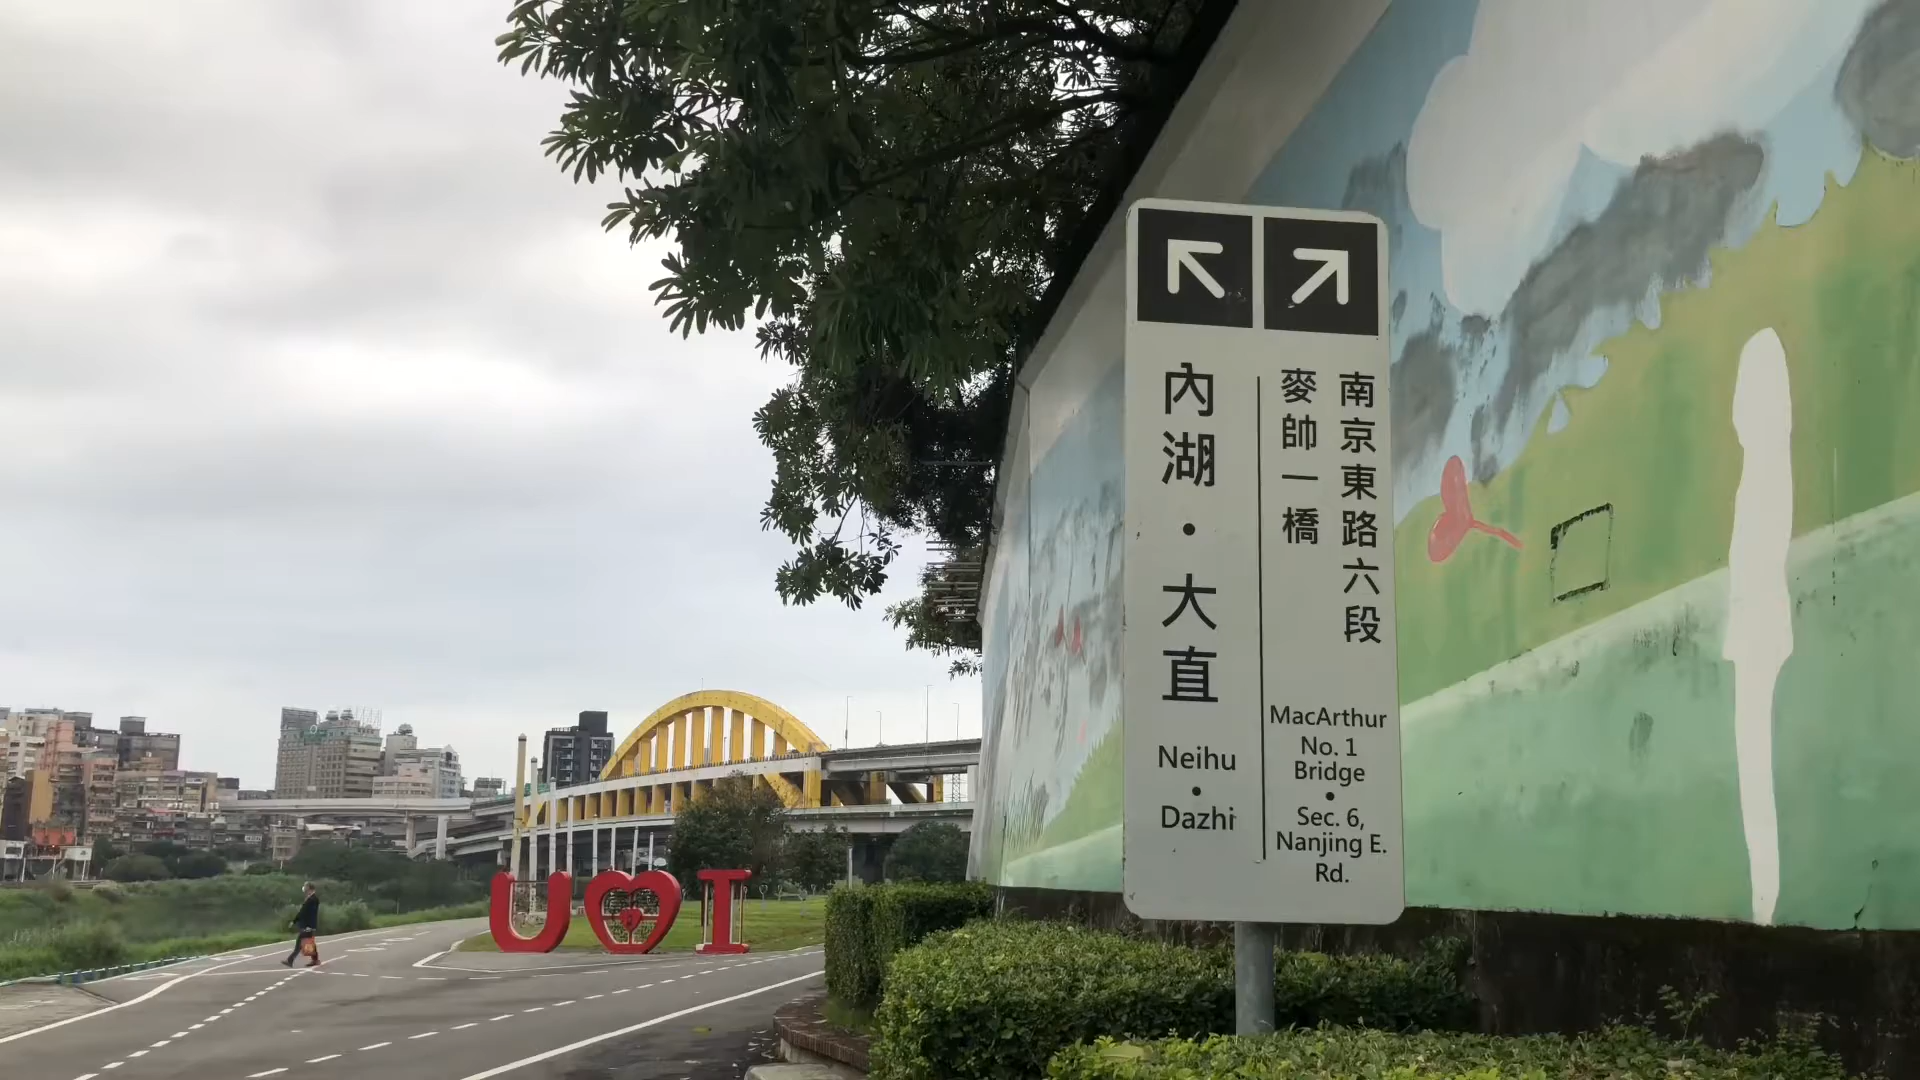 內湖・大直
Neihu
•
Dazhi
南京東路六段
麥帥一橋
MacArthur
No. 1
Bridge
•
Sec. 6,
Nanjing E.
Rd.
U I